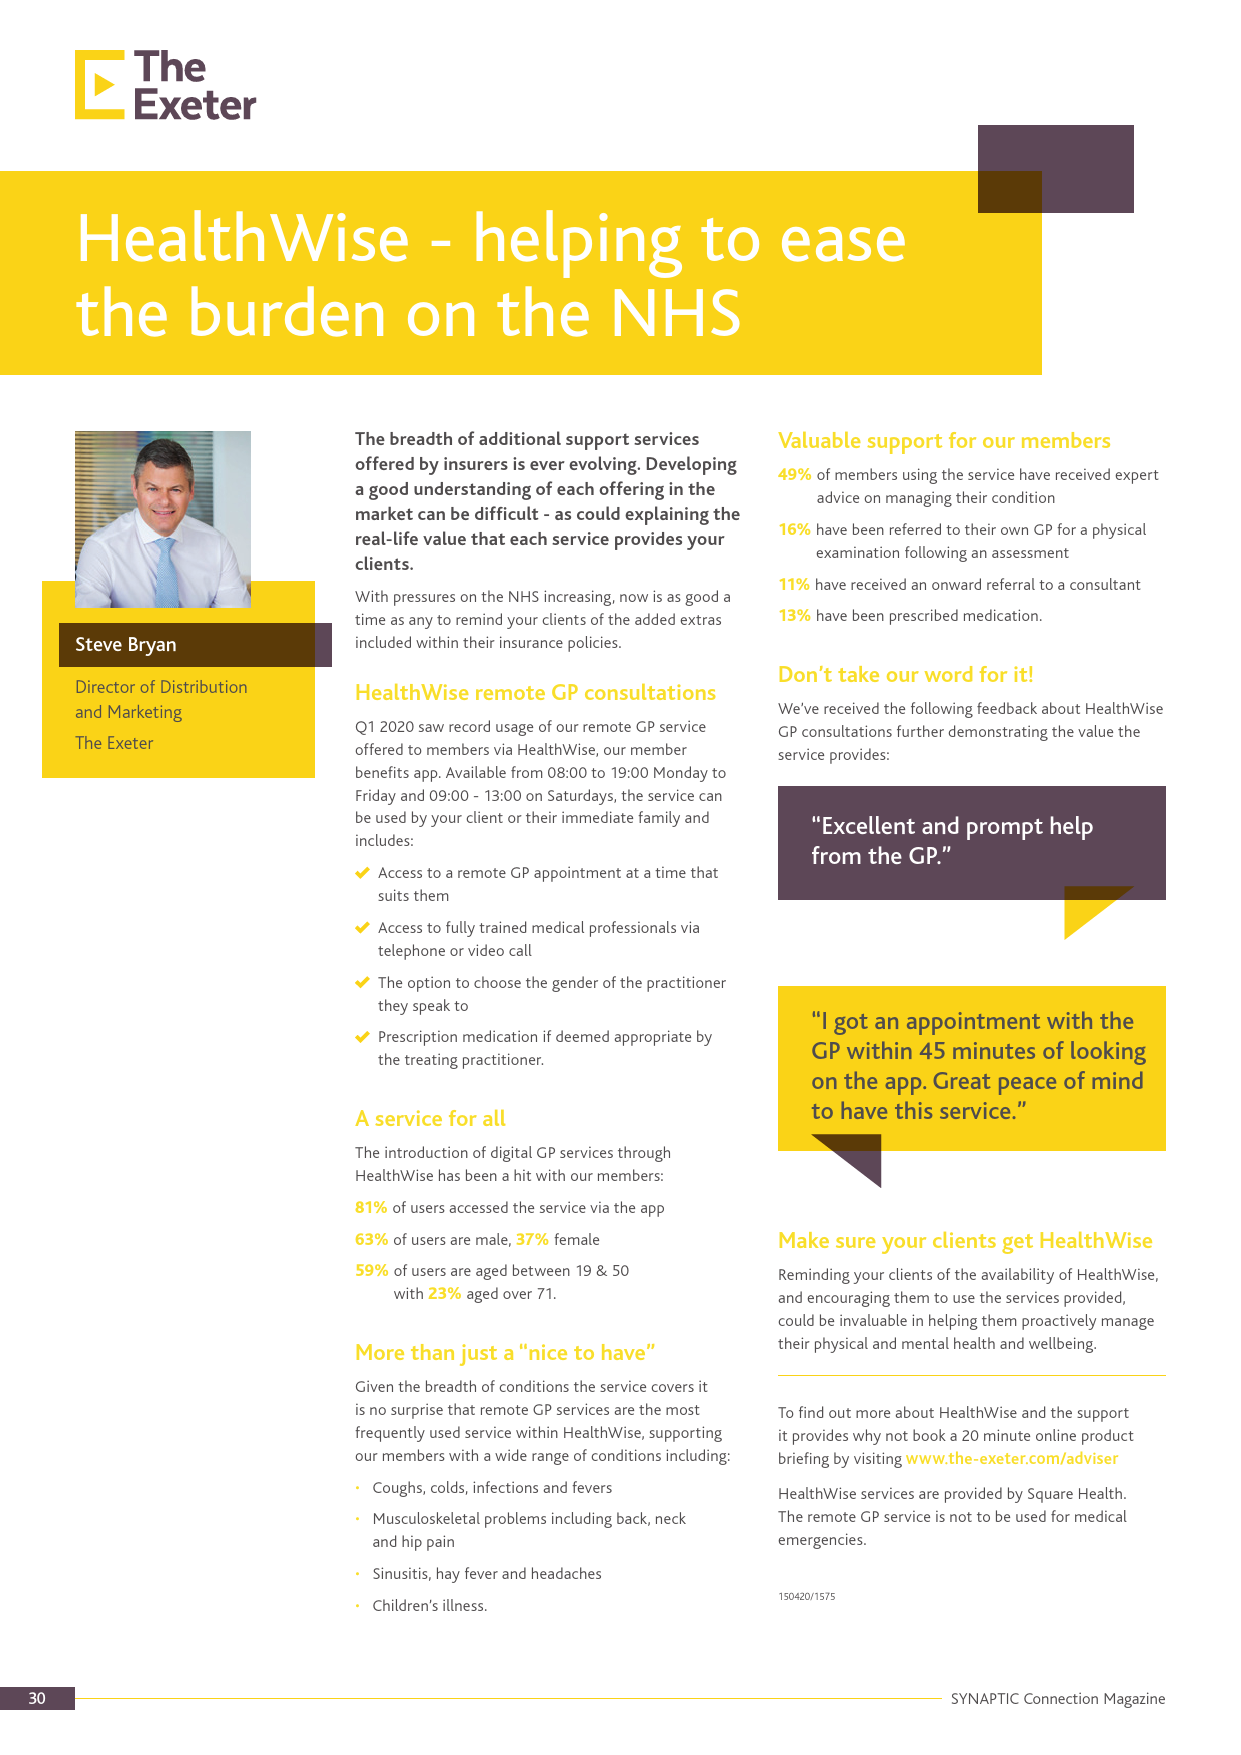 The
Exeter
HealthWise - helping to ease
the burden on the NHS
Steve Bryan
Director of Distribution
and Marketing
The Exeter
The breadth of additional support services
offered by insurers is ever evolving. Developing
a good understanding of each offering in the
market can be difficult - as could explaining the
real-life value that each service provides your
clients.
With pressures on the NHS increasing, now is as good a
time as any to remind your clients of the added extras
included within their insurance policies.
HealthWise remote GP consultations
Q1 2020 saw record usage of our remote GP service
offered to members via HealthWise, our member
benefits app. Available from 08:00 to 19:00 Monday to
Friday and 09:00 - 13:00 on Saturdays, the service can
be used by your client or their immediate family and
includes:
Access to a remote GP appointment at a time that
suits them
Access to fully trained medical professionals via
telephone or video call
The option to choose the gender of the practitioner
they speak to
Prescription medication if deemed appropriate by
the treating practitioner.
A service for all
The introduction of digital GP services through
HealthWise has been a hit with our members:
81% of users accessed the service via the app
63% of users are male, 37% female
59% of users are aged between 19 & 50
with 23% aged over 71.
More than just a "nice to have”
Given the breadth of conditions the service covers it
is no surprise that remote GP services are the most
frequently used service within HealthWise, supporting
our members with a wide range of conditions including:
• Coughs, colds, infections and fevers
• Musculoskeletal problems including back, neck
and hip pain
• Sinusitis, hay fever and headaches
• Children’s illness.
Valuable support for our members
49% of members using the service have received expert
advice on managing their condition
16% have been referred to their own GP for a physical
examination following an assessment
11% have received an onward referral to a consultant
13% have been prescribed medication.
Don’t take our word for it!
We’ve received the following feedback about HealthWise
GP consultations further demonstrating the value the
service provides:
“Excellent and prompt help
from the GP.”
“I got an appointment with the
GP within 45 minutes of looking
on the app. Great peace of mind
to have this service.”
Make sure your clients get HealthWise
Reminding your clients of the availability of HealthWise,
and encouraging them to use the services provided,
could be invaluable in helping them proactively manage
their physical and mental health and wellbeing.
To find out more about HealthWise and the support
it provides why not book a 20 minute online product
briefing by visiting www.the-exeter.com/adviser
HealthWise services are provided by Square Health.
The remote GP service is not to be used for medical
emergencies.
150420/1575
30
SYNAPTIC Connection Magazine